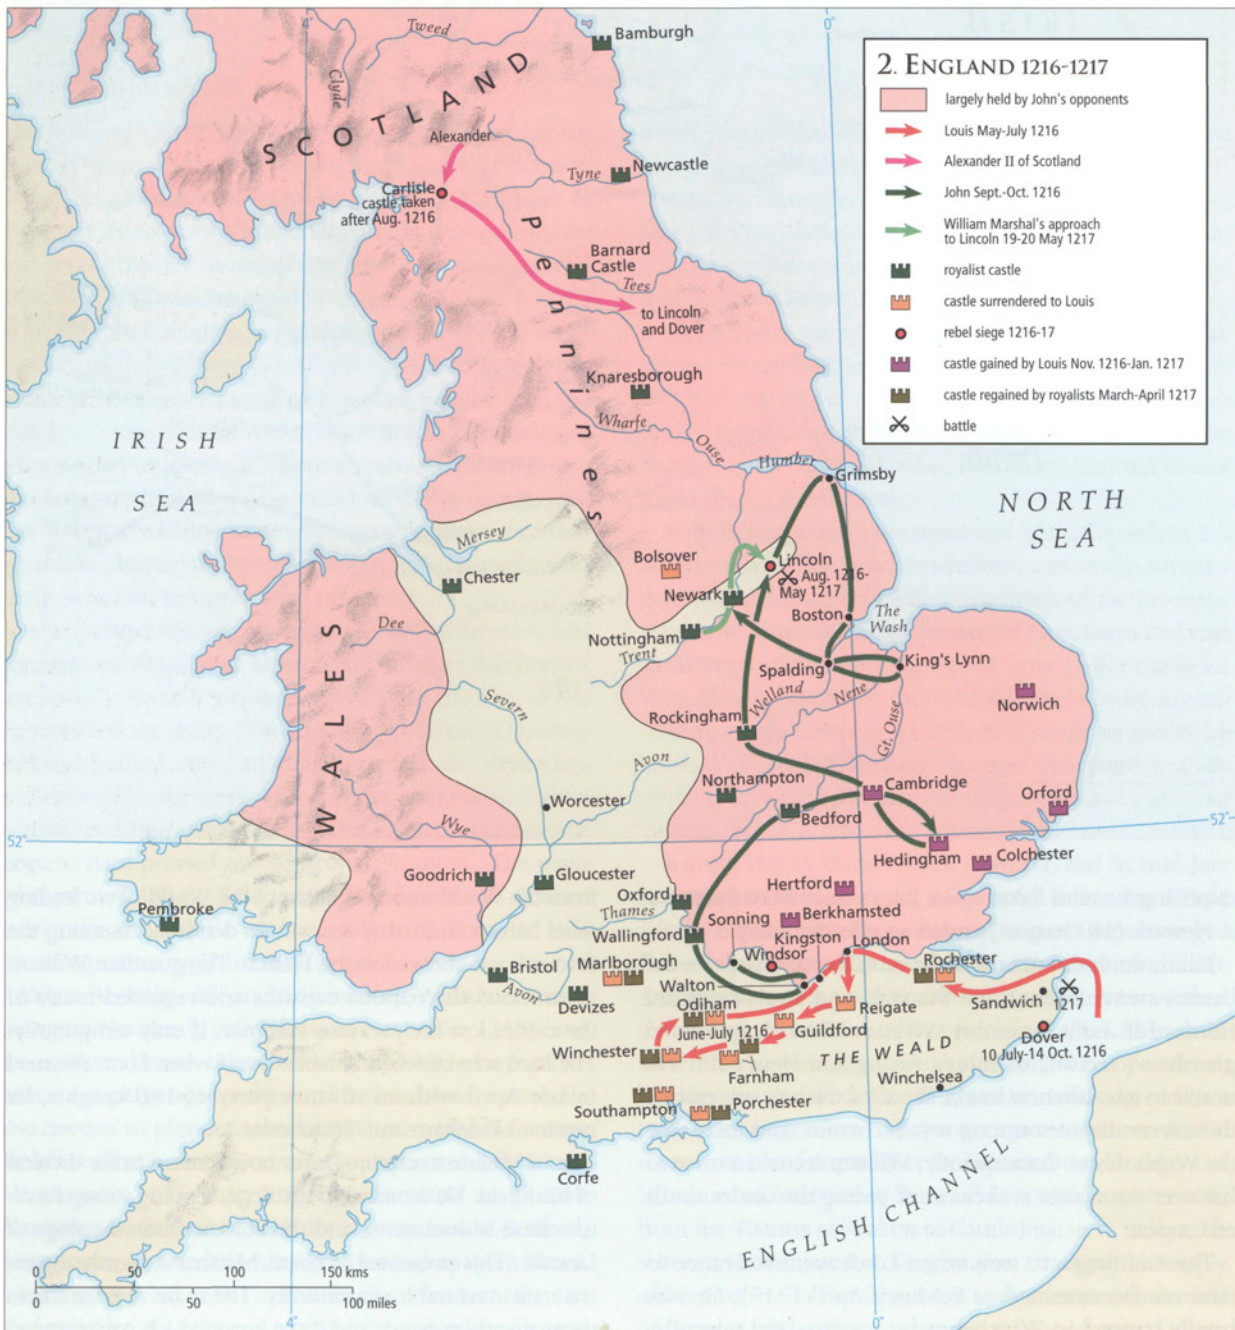 2. ENGLAND 1216-1217
largely held by John's opponents
Louis May-July 1216
Alexander II of Scotland
John Sept.-Oct. 1216
William Marshal's approach
to Lincoln 19-20 May 1217
royalist castle
castle surrendered to Louis
rebel siege 1216-17
castle gained by Louis Nov. 1216-Jan. 1217
castle regained by royalists March-April 1217
battle
4°
0°
Tweed
Bamburgh
Clyde
SCOTLAND
Alexander
Tyne
Newcastle
Carlisle
castle taken
after Aug. 1216
Pennines
Barnard
Castle
Tees
to Lincoln
and Dover
Knaresborough
Wharfe
Ouse
Humber
Grimsby
IRISH
SEA
NORTH
SEA
Mersey
Chester
Bolsover
Lincoln
Aug. 1216-
May 1217
Newark
Boston
The
Wash
Nottingham
Trent
Dee
WALES
Spalding
King's Lynn
Severn
Welland
Nene
Gt. Ouse
Norwich
Rockingham
Avon
Northampton
Cambridge
Orford
Worcester
Bedford
Wye
52°
52°
Hedingham
Colchester
Goodrich
Gloucester
Hertford
Oxford
Thames
Berkhamsted
Pembroke
Wallingford
Sonning
Kingston
London
Windsor
Bristol
Avon
Marlborough
Walton
Rochester
Devizes
Sandwich
1217
Odiham
June-July 1216
Reigate
Guildford
Dover
10 July-14 Oct. 1216
Winchester
THE WEALD
Farnham
Winchelsea
Southampton
Porchester
Corfe
ENGLISH CHANNEL
0 50 100 150 kms
0 100 miles
4°
0°